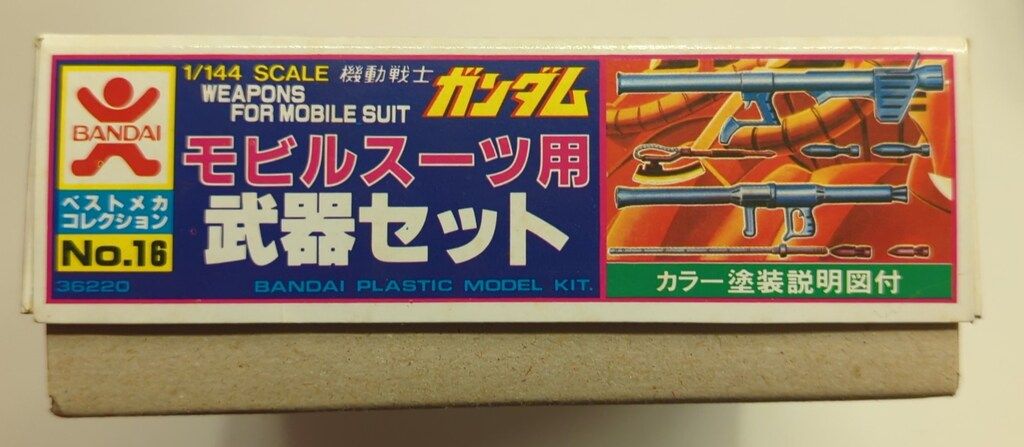 BANDAI
ベストメカ
コレクション
No.16
36220
1/144 SCALE 機動戦士 ガンダム
WEAPONS
FOR MOBILE SUIT
モビルスーツ用
武器セット
BANDAI PLASTIC MODEL KIT.
カラー塗装説明図付